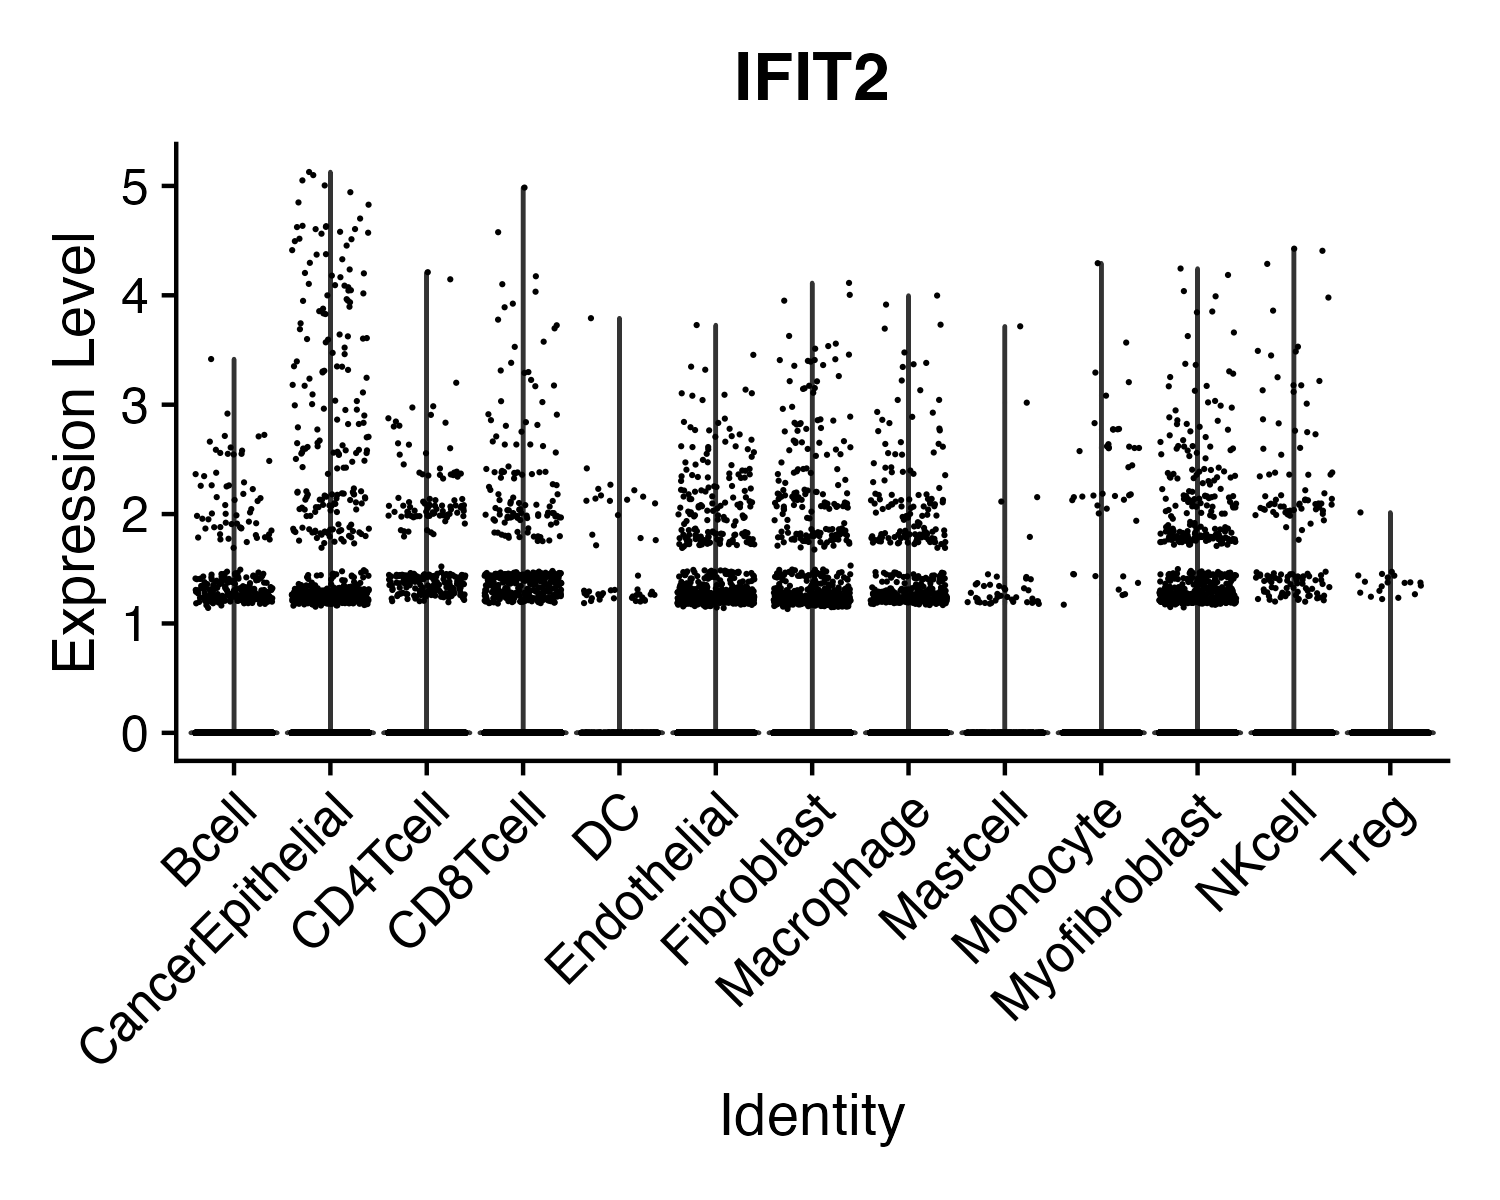 IFIT2
Expression Level
5
4
3
2
1
0
Bcell
CancerEpithelial
CD4Tcell
CD8Tcell
DC
Endothelial
Fibroblast
Macrophage
Mastcell
Monocyte
Myofibroblast
NKcell
Treg
Identity